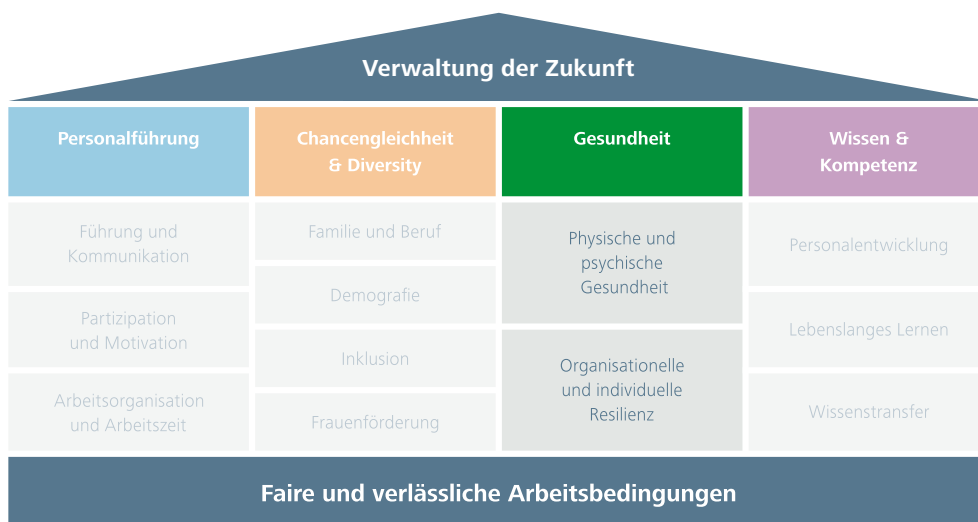 Verwaltung der Zukunft
Personalführung
Chancengleichheit
& Diversity
Gesundheit
Wissen &
Kompetenz
Führung und
Kommunikation
Partizipation
und Motivation
Arbeitsorganisation
und Arbeitszeit
Familie und Beruf
Demografie
Inklusion
Frauenförderung
Physische und
psychische
Gesundheit
Organisationelle
und individuelle
Resilienz
Personalentwicklung
Lebenslanges Lernen
Wissenstransfer
Faire und verlässliche Arbeitsbedingungen